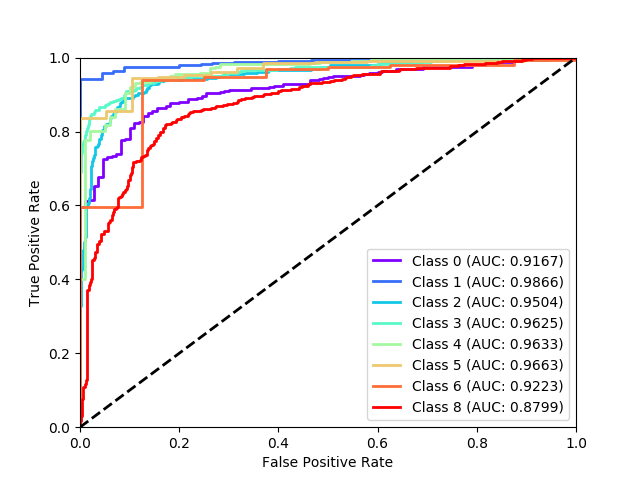 1.0
0.8
0.6
0.4
0.2
0.0
True Positive Rate
0.0 0.2 0.4 0.6 0.8 1.0
False Positive Rate
Class 0 (AUC: 0.9167)
Class 1 (AUC: 0.9866)
Class 2 (AUC: 0.9504)
Class 3 (AUC: 0.9625)
Class 4 (AUC: 0.9633)
Class 5 (AUC: 0.9663)
Class 6 (AUC: 0.9223)
Class 8 (AUC: 0.8799)